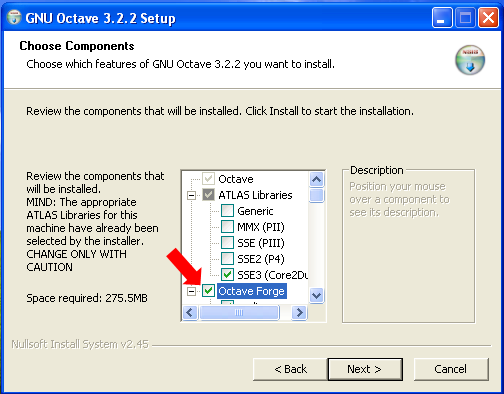 GNU Octave 3.2.2 Setup
Choose Components
Choose which features of GNU Octave 3.2.2 you want to install.
Review the components that will be installed. Click Install to start the installation.
Review the components that
will be installed.
MIND: The appropriate
ATLAS Libraries for this
machine have already been
selected by the installer.
CHANGE ONLY WITH
CAUTION
Space required: 275.5MB
Octave
ATLAS Libraries
Generic
MMX (PII)
SSE (PIII)
SSE2 (P4)
SSE3 (Core2Du
Octave Forge
Description
Position your mouse
over a component to
see its description.
Nullsoft Install System v2.45
< Back
Next >
Cancel